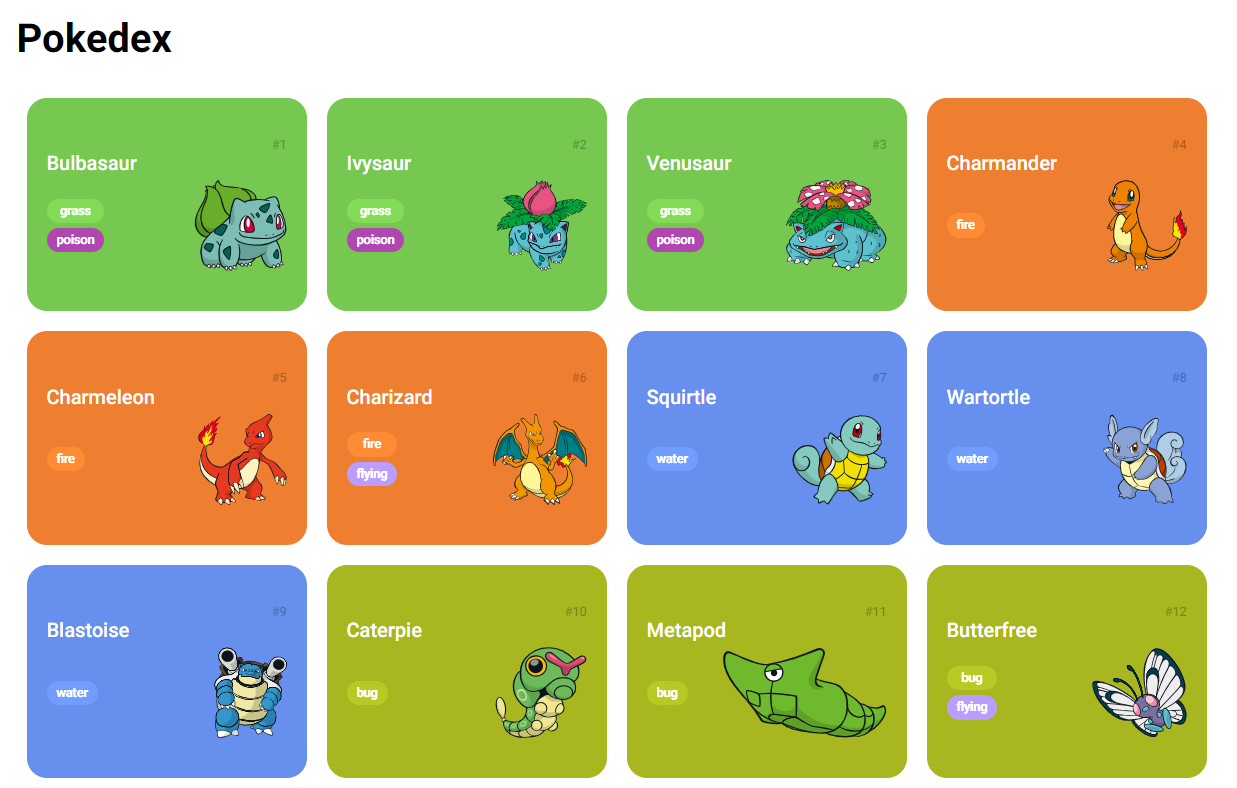 Pokedex
#1
Bulbasaur
grass
poison
#2
Ivysaur
grass
poison
#3
Venusaur
grass
poison
#4
Charmander
fire
#5
Charmeleon
fire
#6
Charizard
fire
flying
#7
Squirtle
water
#8
Wartortle
water
#9
Blastoise
water
#10
Caterpie
bug
#11
Metapod
bug
#12
Butterfree
bug
flying